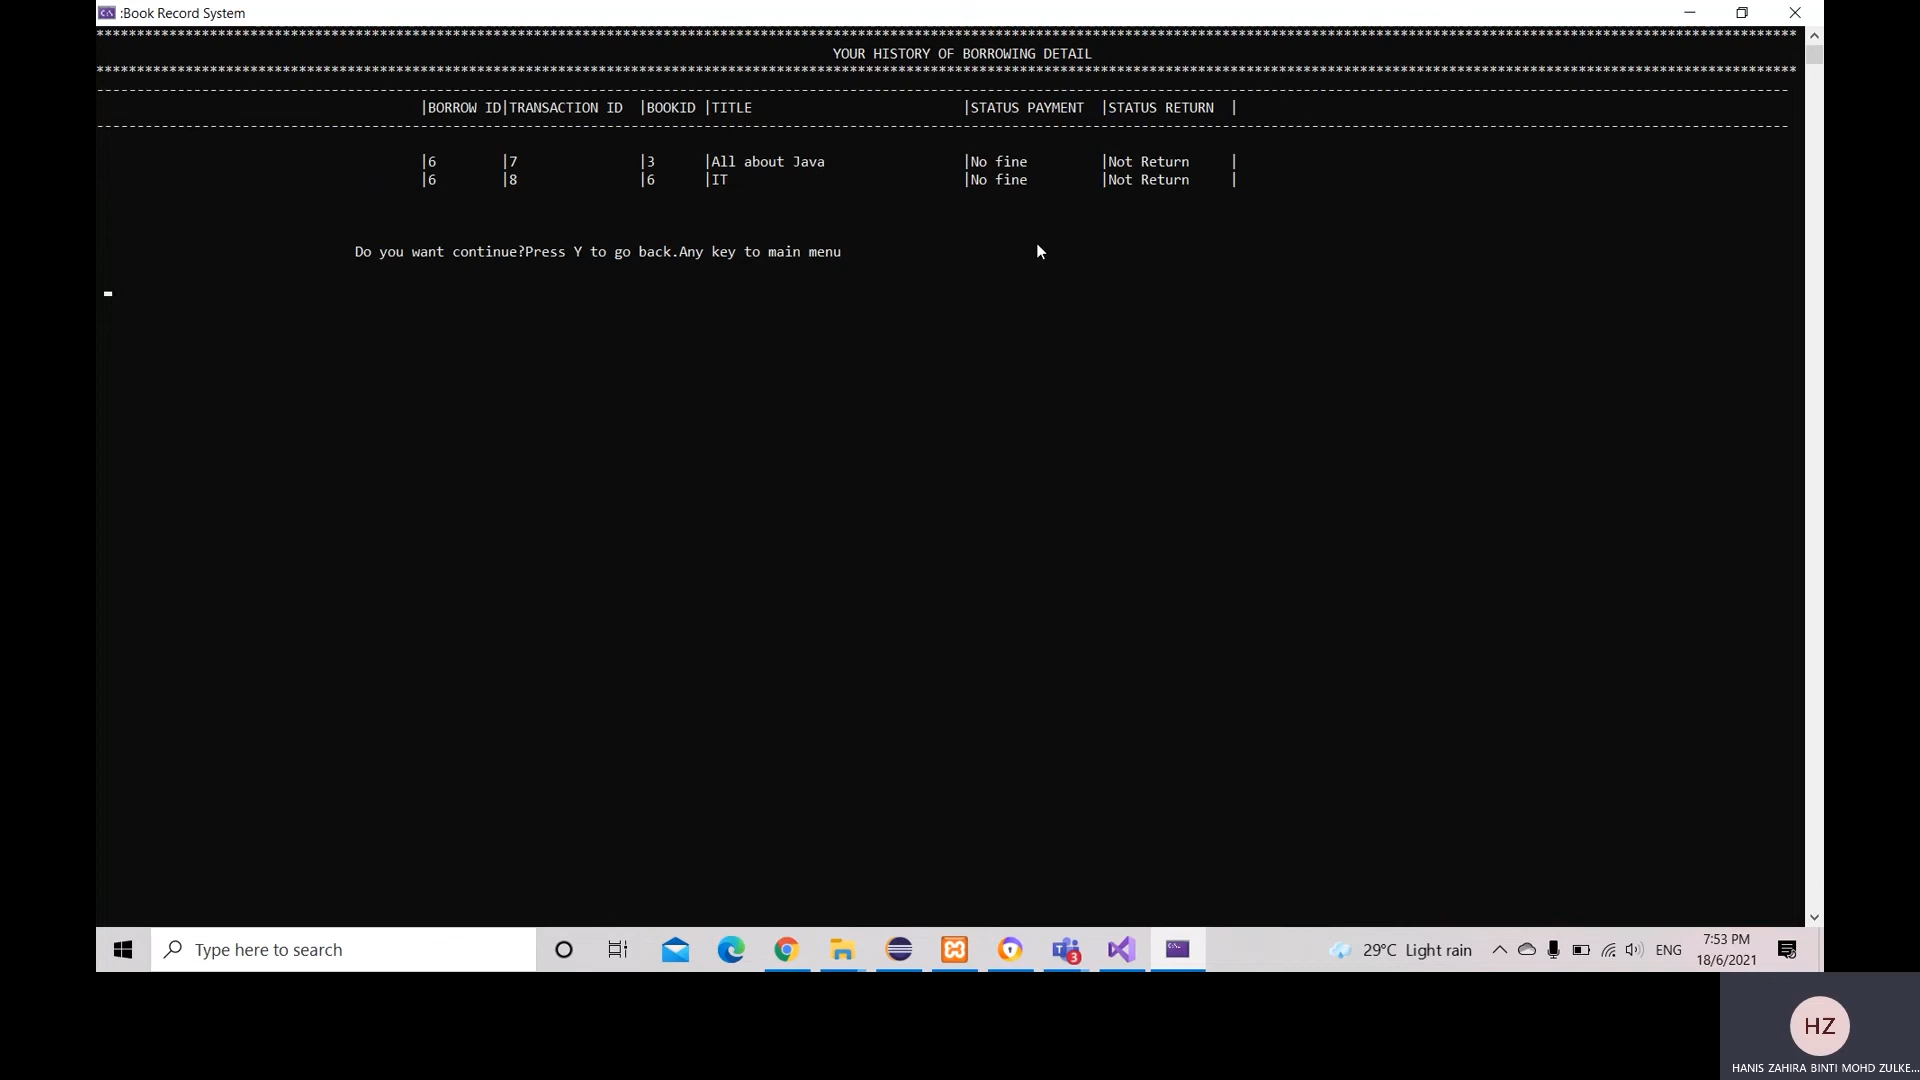 :Book Record System
****************************************************************************************************************************************************************************************************************
YOUR HISTORY OF BORROWING DETAIL
****************************************************************************************************************************************************************************************************************
|BORROW ID|TRANSACTION ID |BOOKID |TITLE |STATUS PAYMENT |STATUS RETURN |
|6 |7 |3 |All about Java |No fine |Not Return |
|6 |8 |6 |IT |No fine |Not Return |
Do you want continue?Press Y to go back.Any key to main menu
Type here to search
3
29°C Light rain
ENG
7:53 PM
18/6/2021
HZ
HANIS ZAHIRA BINTI MOHD ZULKE...